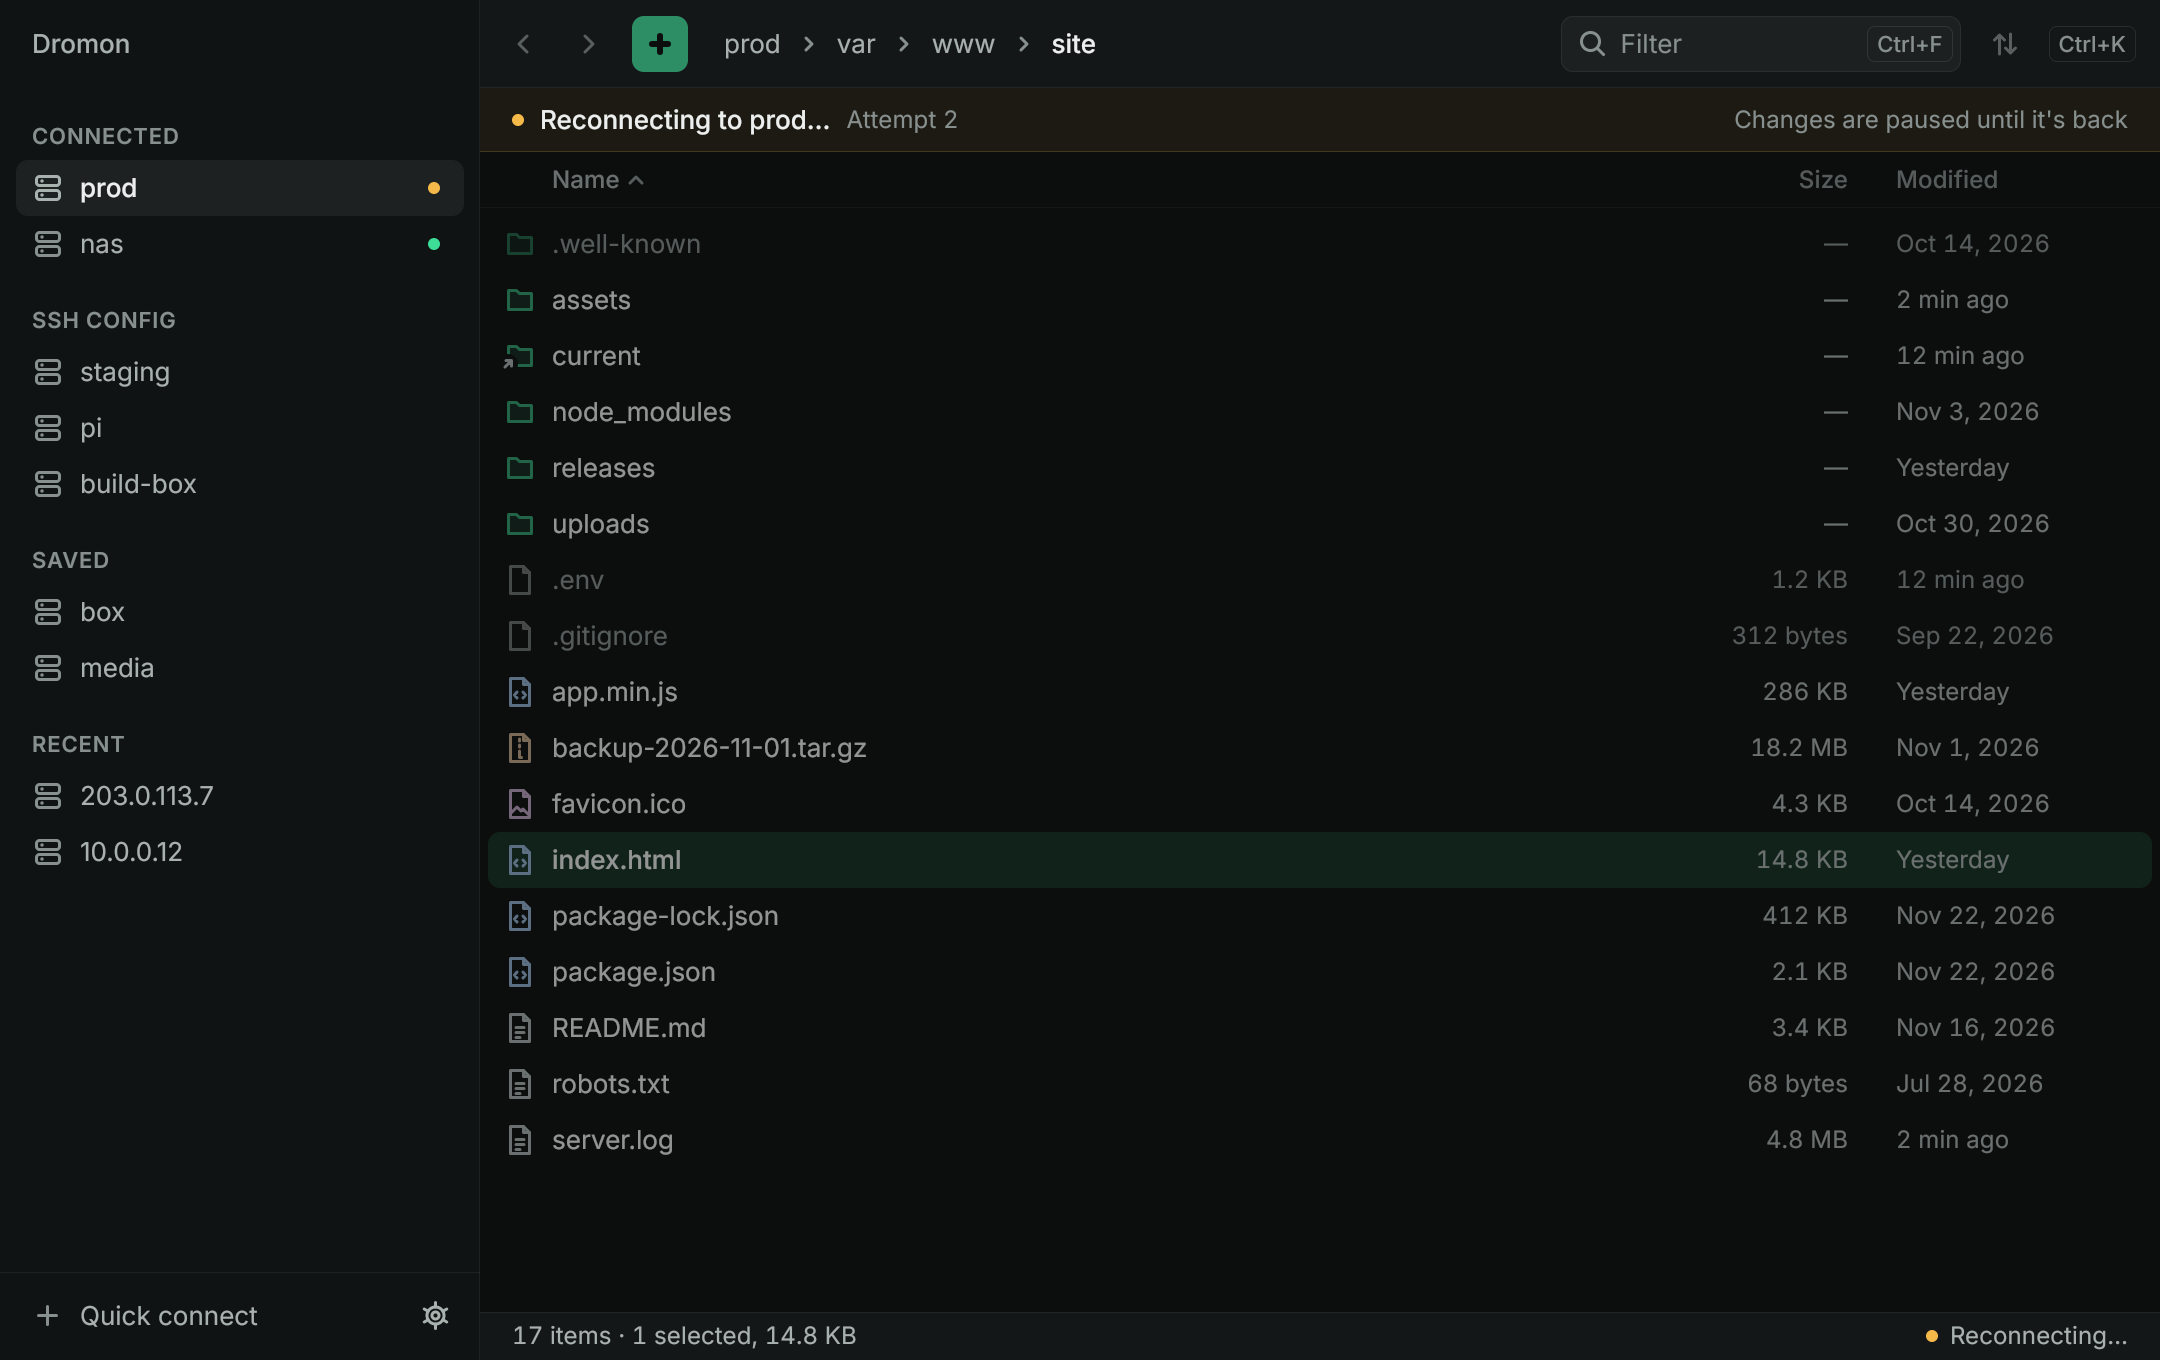 Dromon
CONNECTED
prod
nas
SSH CONFIG
staging
pi
build-box
SAVED
box
media
RECENT
203.0.113.7
10.0.0.12
Quick connect
prod > var > www > site
Filter Ctrl+F
Ctrl+K
Reconnecting to prod... Attempt 2 Changes are paused until it's back
Name Size Modified
.well-known — Oct 14, 2026
assets — 2 min ago
current — 12 min ago
node_modules — Nov 3, 2026
releases — Yesterday
uploads — Oct 30, 2026
.env 1.2 KB 12 min ago
.gitignore 312 bytes Sep 22, 2026
app.min.js 286 KB Yesterday
backup-2026-11-01.tar.gz 18.2 MB Nov 1, 2026
favicon.ico 4.3 KB Oct 14, 2026
index.html 14.8 KB Yesterday
package-lock.json 412 KB Nov 22, 2026
package.json 2.1 KB Nov 22, 2026
README.md 3.4 KB Nov 16, 2026
robots.txt 68 bytes Jul 28, 2026
server.log 4.8 MB 2 min ago
17 items · 1 selected, 14.8 KB Reconnecting...